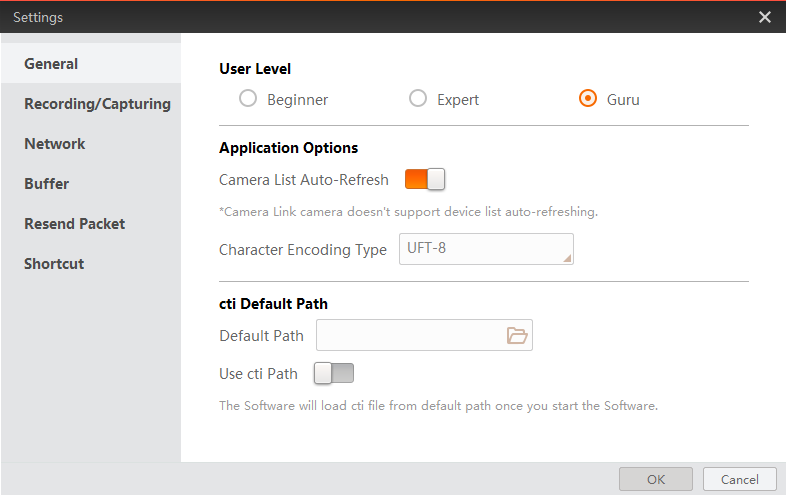 Settings
General
Recording/Capturing
Network
Buffer
Resend Packet
Shortcut
User Level
Beginner Expert Guru
Application Options
Camera List Auto-Refresh
*Camera Link camera doesn't support device list auto-refreshing.
Character Encoding Type UFT-8
cti Default Path
Default Path
Use cti Path
The Software will load cti file from default path once you start the Software.
OK Cancel